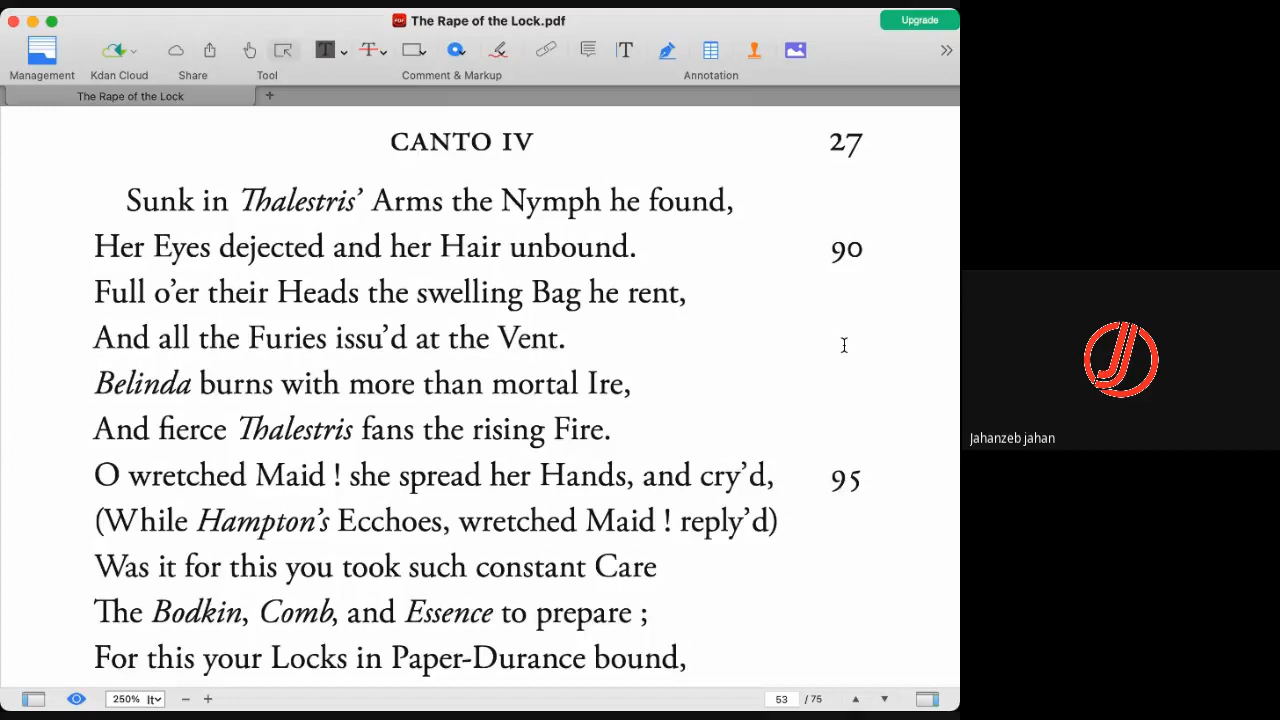 The Rape of the Lock.pdf
Upgrade
Management Kdan Cloud Share Tool Comment & Markup Annotation
The Rape of the Lock
CANTO IV 27
Sunk in Thalestris’ Arms the Nymph he found,
Her Eyes dejected and her Hair unbound. 90
Full o’er their Heads the swelling Bag he rent,
And all the Furies issu’d at the Vent.
Belinda burns with more than mortal Ire,
And fierce Thalestris fans the rising Fire.
O wretched Maid ! she spread her Hands, and cry’d, 95
(While Hampton’s Ecchoes, wretched Maid ! reply’d)
Was it for this you took such constant Care
The Bodkin, Comb, and Essence to prepare ;
For this your Locks in Paper-Durance bound,
250% 53 / 75
Jahanzeb jahan